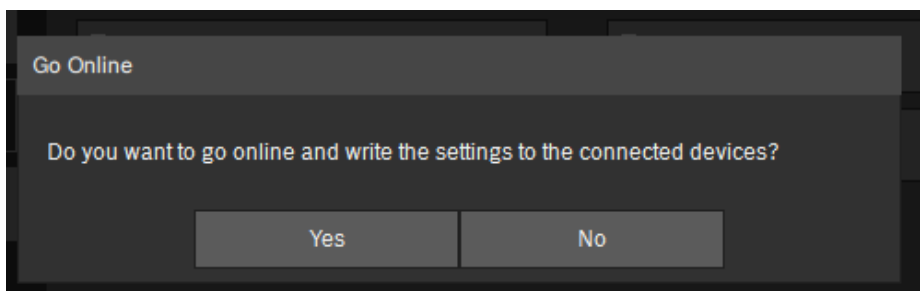 Go Online
Do you want to go online and write the settings to the connected devices?
Yes
No